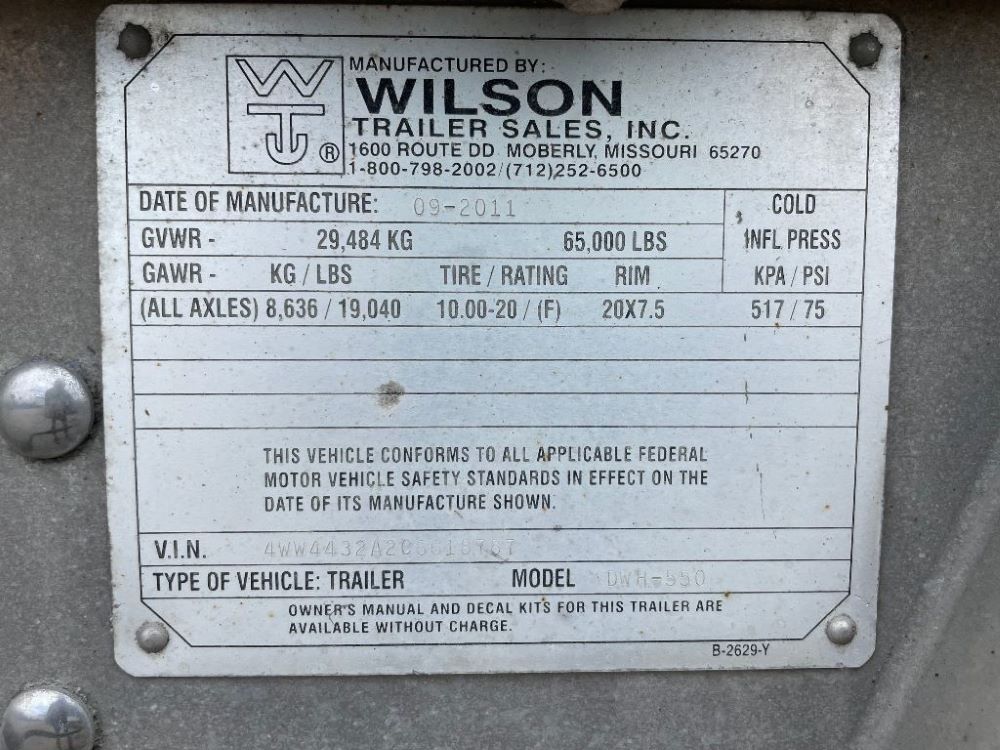 WTJ ®
MANUFACTURED BY:
WILSON
TRAILER SALES, INC.
1600 ROUTE DD MOBERLY, MISSOURI 65270
1-800-798-2002/(712)252-6500
DATE OF MANUFACTURE: 09-2011
COLD
GVWR - 29,484 KG 65,000 LBS
INFL PRESS
GAWR - KG / LBS TIRE / RATING RIM KPA / PSI
(ALL AXLES) 8,636 / 19,040 10.00-20 / (F) 20X7.5 517 / 75
THIS VEHICLE CONFORMS TO ALL APPLICABLE FEDERAL
MOTOR VEHICLE SAFETY STANDARDS IN EFFECT ON THE
DATE OF ITS MANUFACTURE SHOWN.
V.I.N.
TYPE OF VEHICLE: TRAILER MODEL DWH-550
OWNER'S MANUAL AND DECAL KITS FOR THIS TRAILER ARE
AVAILABLE WITHOUT CHARGE.
B-2629-Y